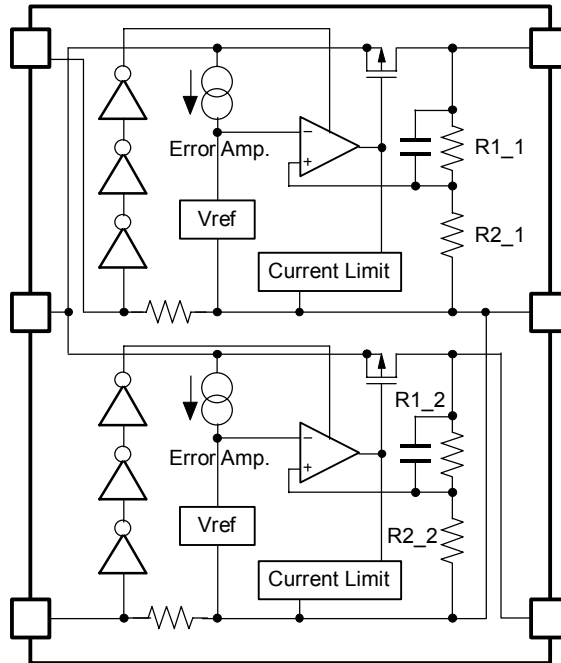 Error Amp.
−
+
R1_1
Vref
R2_1
Current Limit
R1_2
Error Amp.
−
+
Vref
R2_2
Current Limit